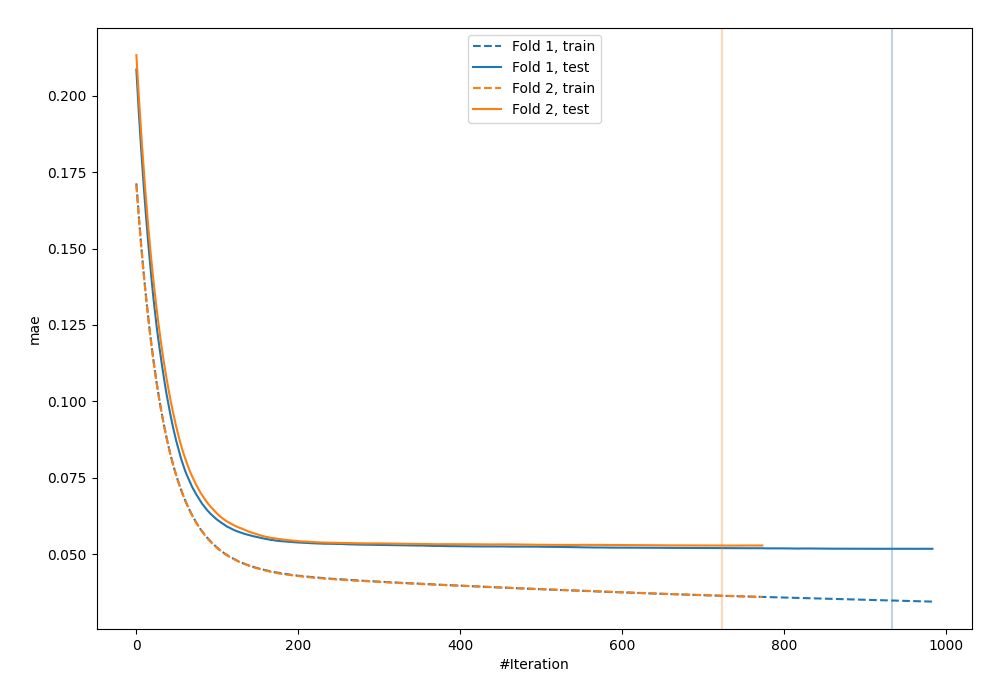 Fold 1, train
Fold 1, test
Fold 2, train
Fold 2, test
0.200
0.175
0.150
0.125
0.100
0.075
0.050
mae
0
200
400
600
800
1000
#Iteration